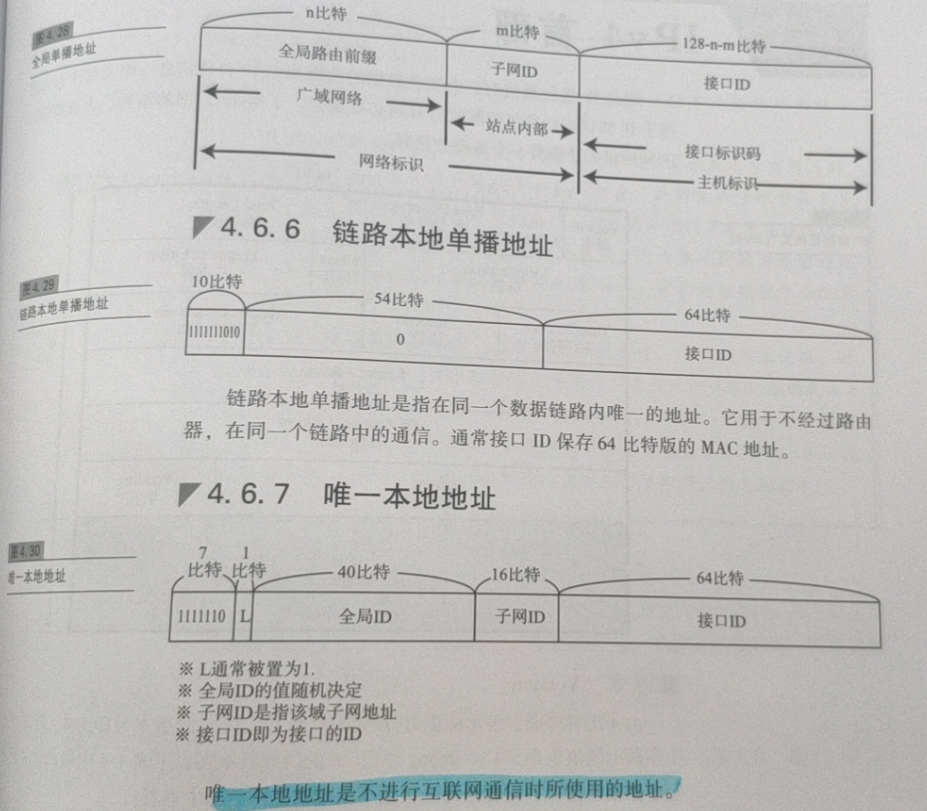 n比特
m比特
128-n-m比特
图4.28
全局单播地址
全局路由前缀
子网ID
接口ID
广域网络
站点内部
接口标识码
网络标识
主机标识
4.6.6 链路本地单播地址
图4.29
链路本地单播地址
10比特
54比特
64比特
1111111010
0
接口ID
链路本地单播地址是指在同一个数据链路内唯一的地址。它用于不经过路由
器，在同一个链路中的通信。通常接口 ID 保存 64 比特版的 MAC 地址。
4.6.7 唯一本地地址
图4.30
唯一本地地址
7
比特
1
比特
40比特
16比特
64比特
1111110
L
全局ID
子网ID
接口ID
※ L通常被置为1.
※ 全局ID的值随机决定
※ 子网ID是指该域子网地址
※ 接口ID即为接口的ID
唯一本地地址是不进行互联网通信时所使用的地址。